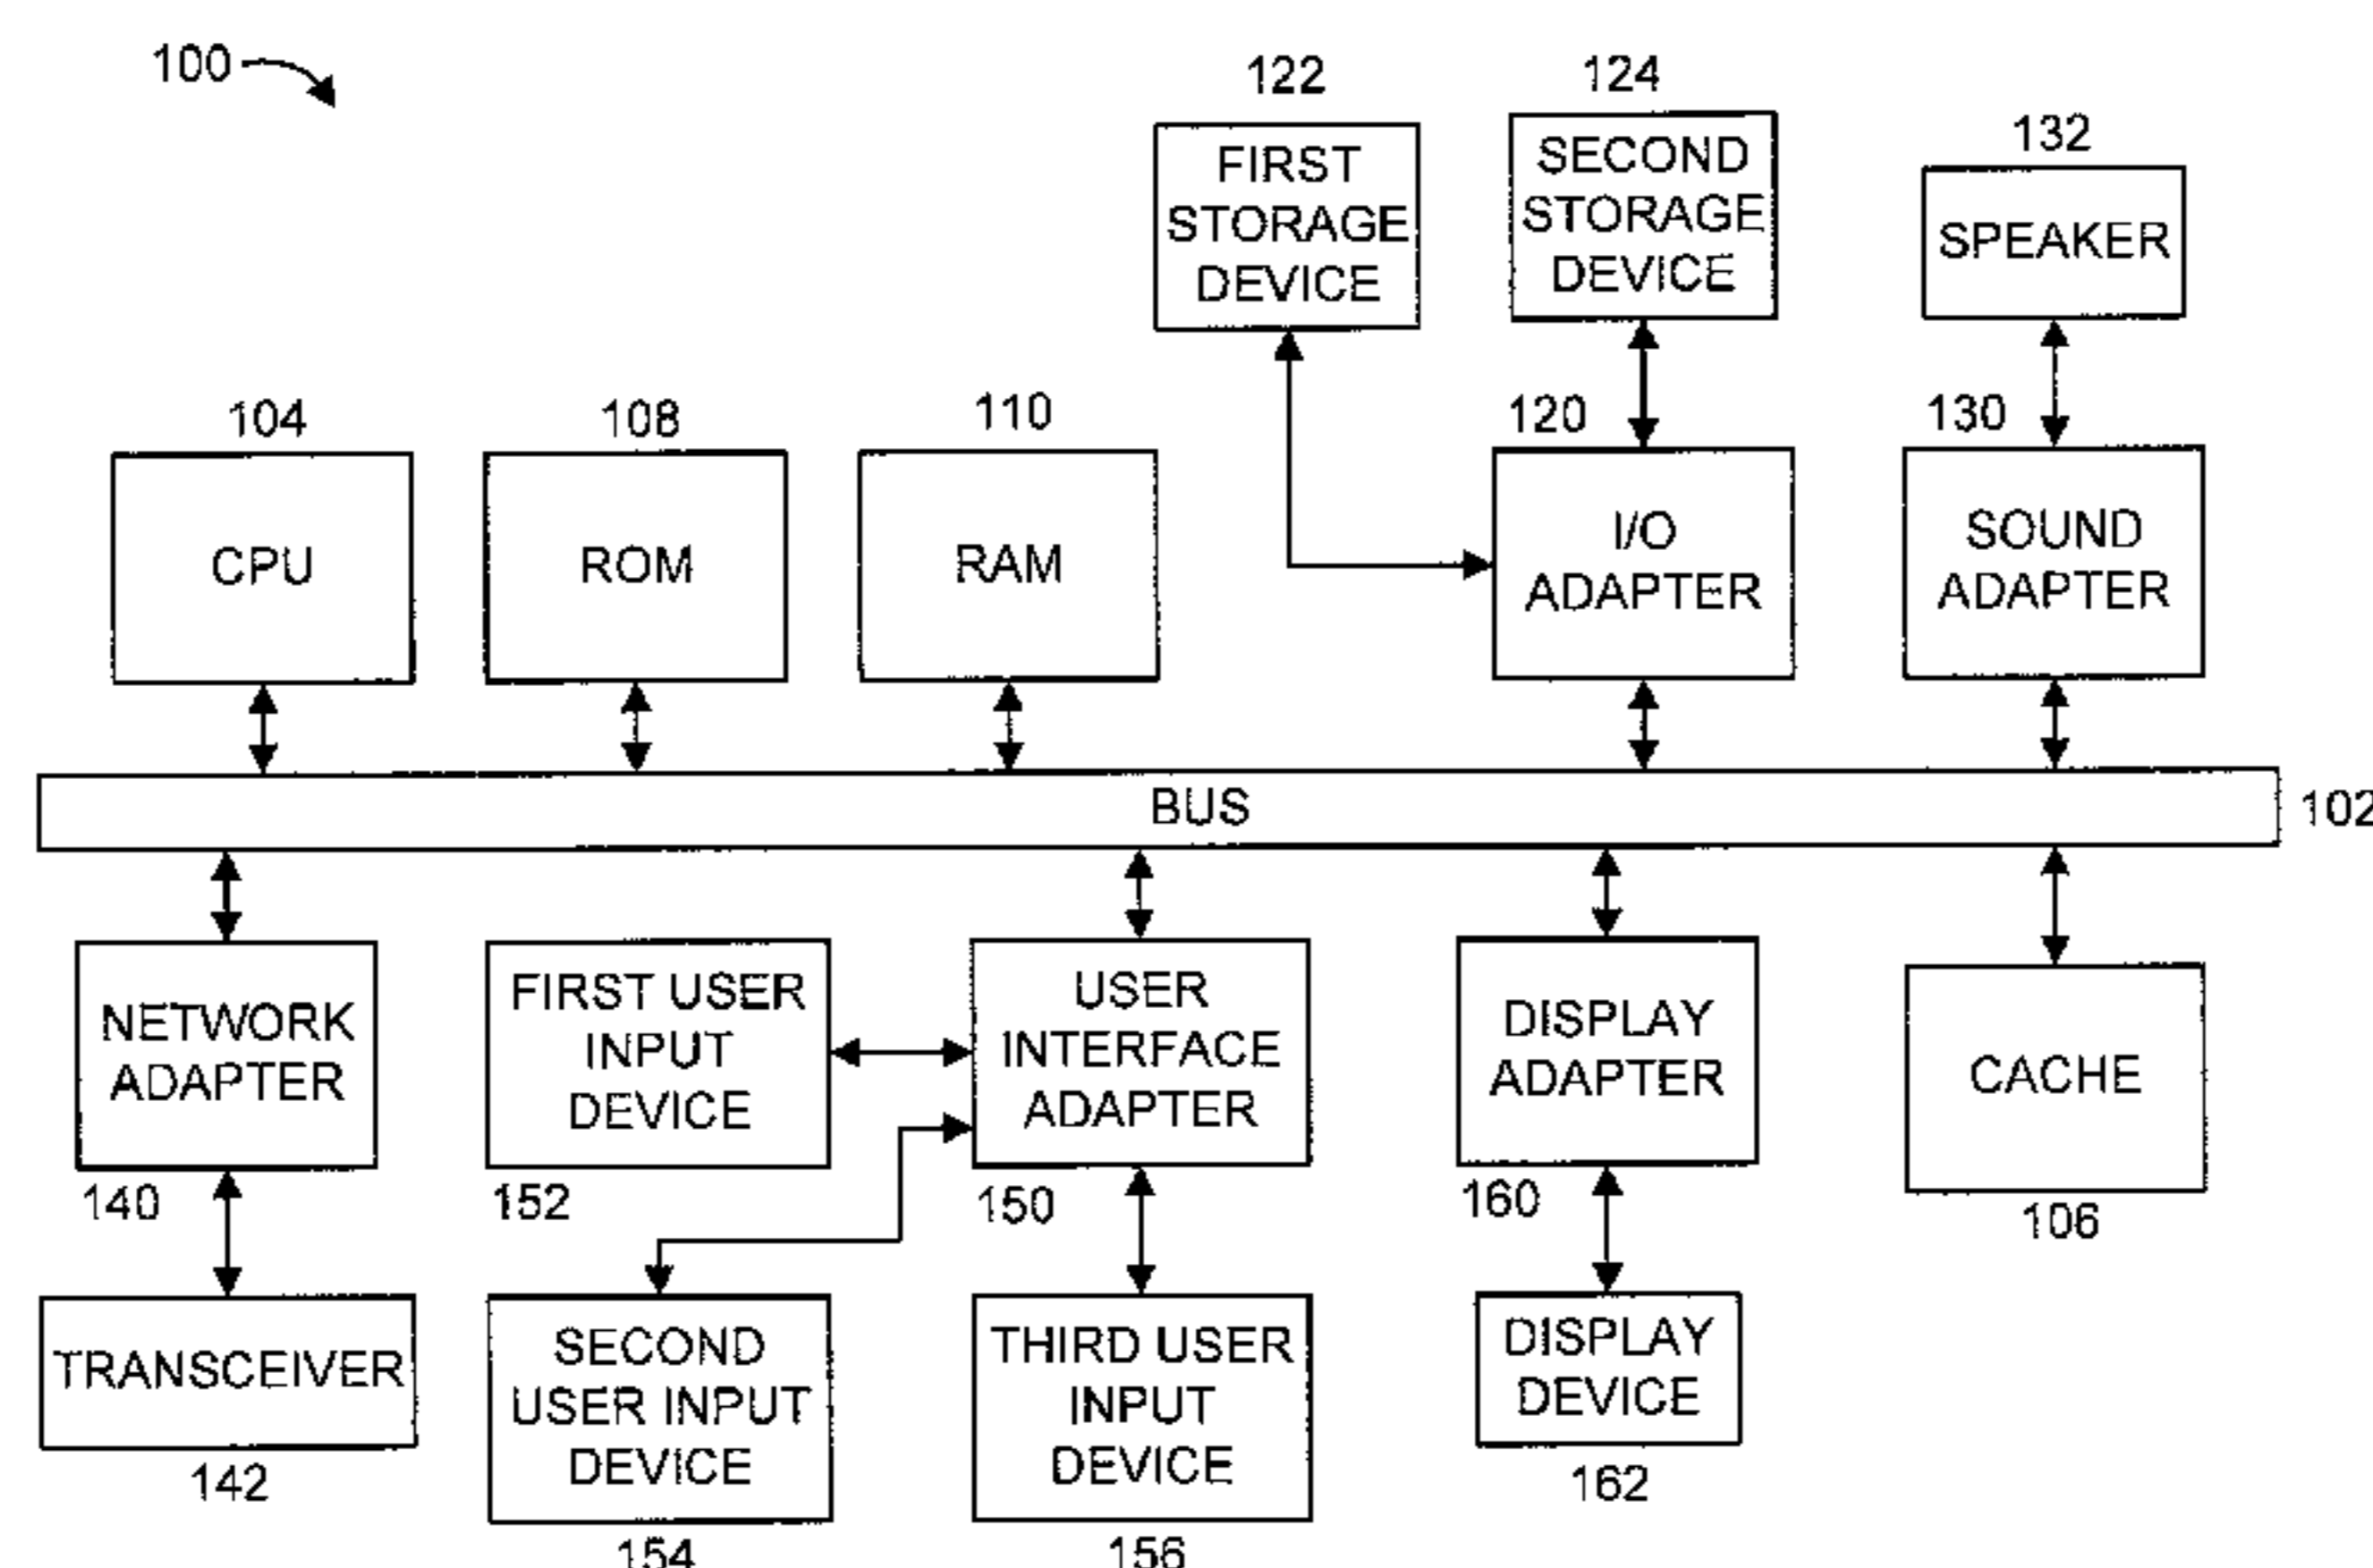 100
122
124
132
FIRST
STORAGE
DEVICE
SECOND
STORAGE
DEVICE
SPEAKER
104
108
110
120
130
CPU
ROM
RAM
I/O
ADAPTER
SOUND
ADAPTER
BUS
102
NETWORK
ADAPTER
FIRST USER
INPUT
DEVICE
USER
INTERFACE
ADAPTER
DISPLAY
ADAPTER
CACHE
140
152
150
160
106
TRANSCEIVER
SECOND
USER INPUT
DEVICE
THIRD USER
INPUT
DEVICE
DISPLAY
DEVICE
142
154
156
162